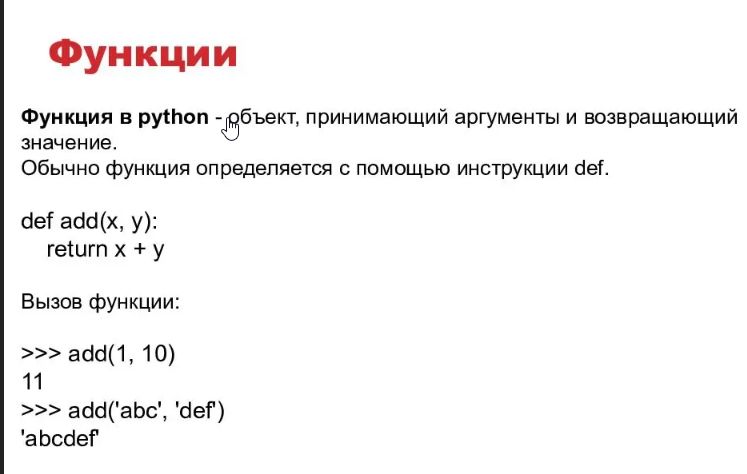 Функции
Функция в python - объект, принимающий аргументы и возвращающий
значение.
Обычно функция определяется с помощью инструкции def.
def add(x, y):
    return x + y
Вызов функции:
>>> add(1, 10)
11
>>> add('abc', 'def')
'abcdef'